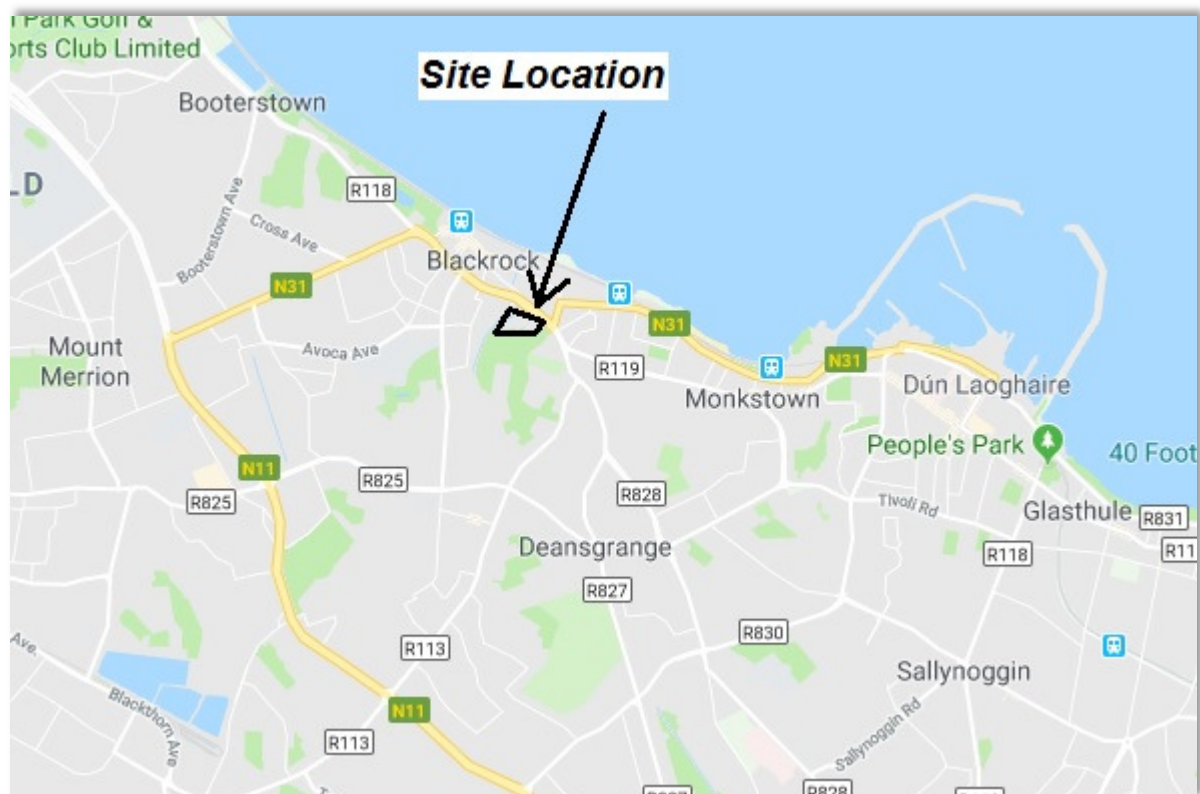 Park Golf &
orts Club Limited
Site Location
Booterstown
LD
R118
Booterstown Ave
Cross Ave
Blackrock
N31
N31
Mount
Merrion
Avoca Ave
R119
Monkstown
N31
Dún Laoghaire
People's Park
40 Foot
N11
R825
R825
R828
Tivoli Rd
Glasthule
R831
R118
R11
Deansgrange
R827
R830
R113
Sallynoggin
Ave.
Blackthorn Ave
N11
R113
Sallynoggin Rd
R827
R828